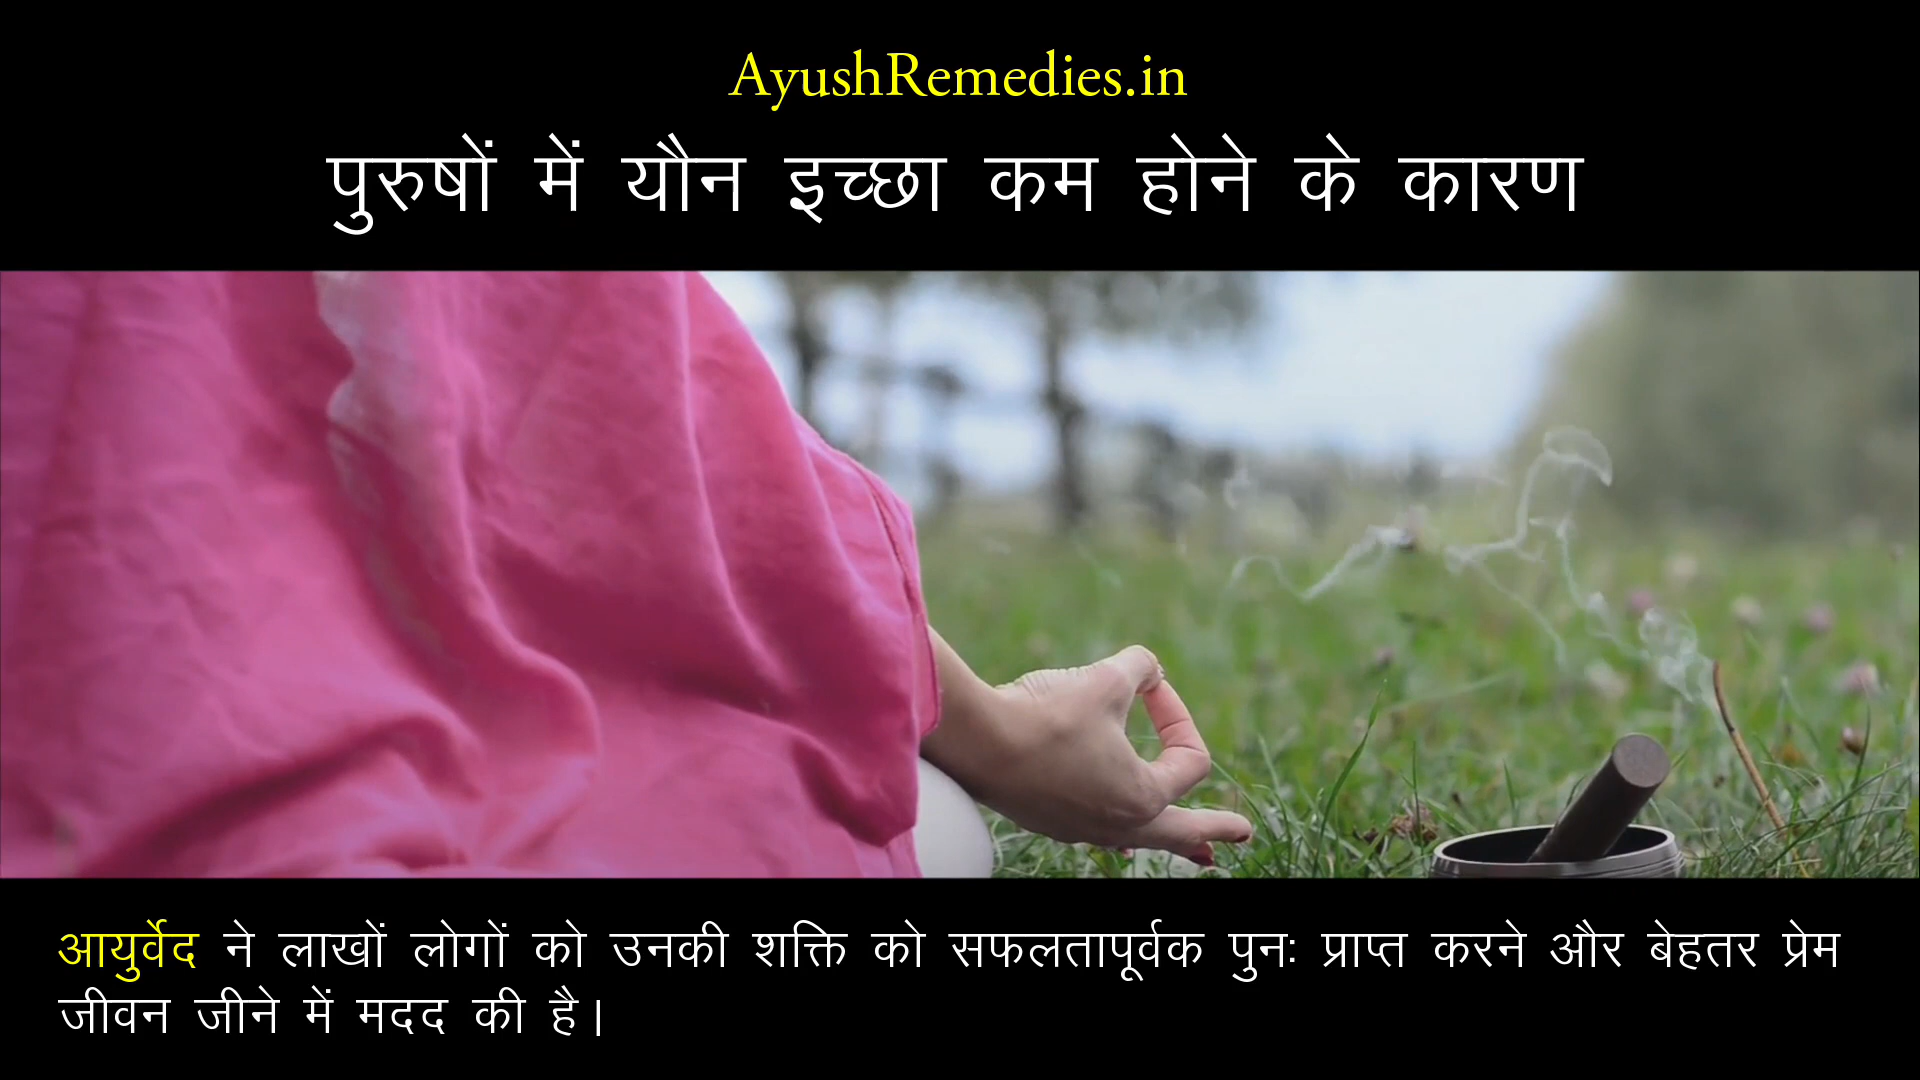 AyushRemedies.in
पुरुषों में यौन इच्छा कम होने के कारण
आयुर्वेद ने लाखों लोगों को उनकी शक्ति को सफलतापूर्वक पुनः प्राप्त करने और बेहतर प्रेम
जीवन जीने में मदद की है।